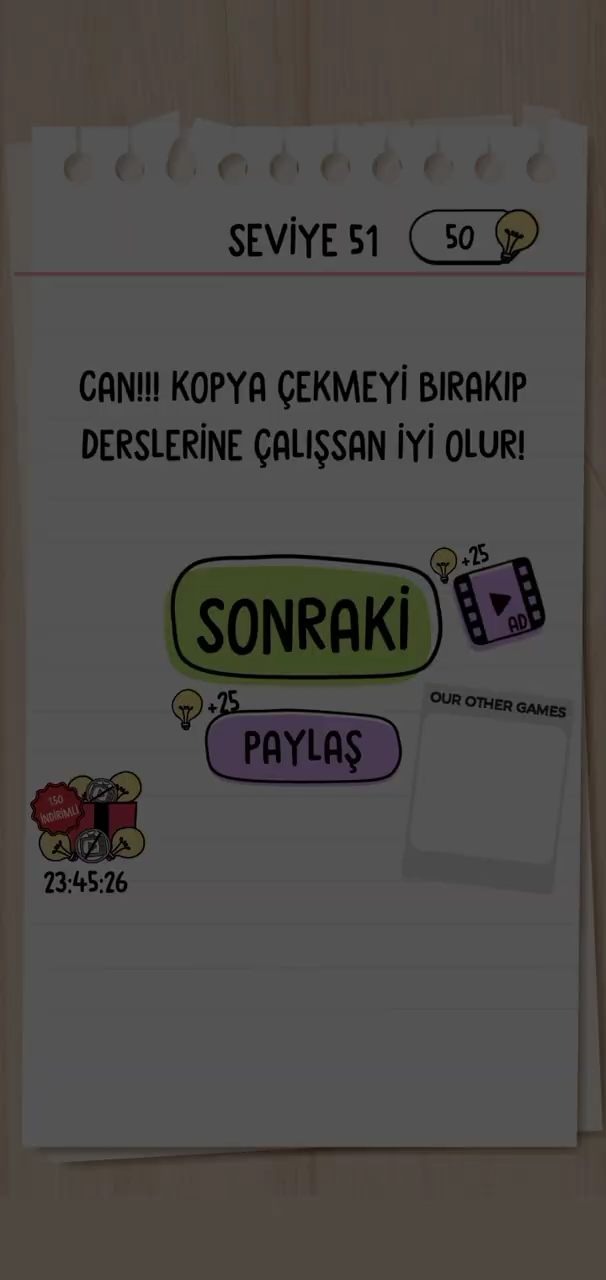 SEVİYE 51
50
CAN!!! KOPYA ÇEKMEYİ BIRAKIP
DERSLERİNE ÇALIŞSAN İYİ OLUR!
+25
SONRAKİ
AD
+25
PAYLAŞ
OUR OTHER GAMES
%50
İNDİRİMLİ
23:45:26